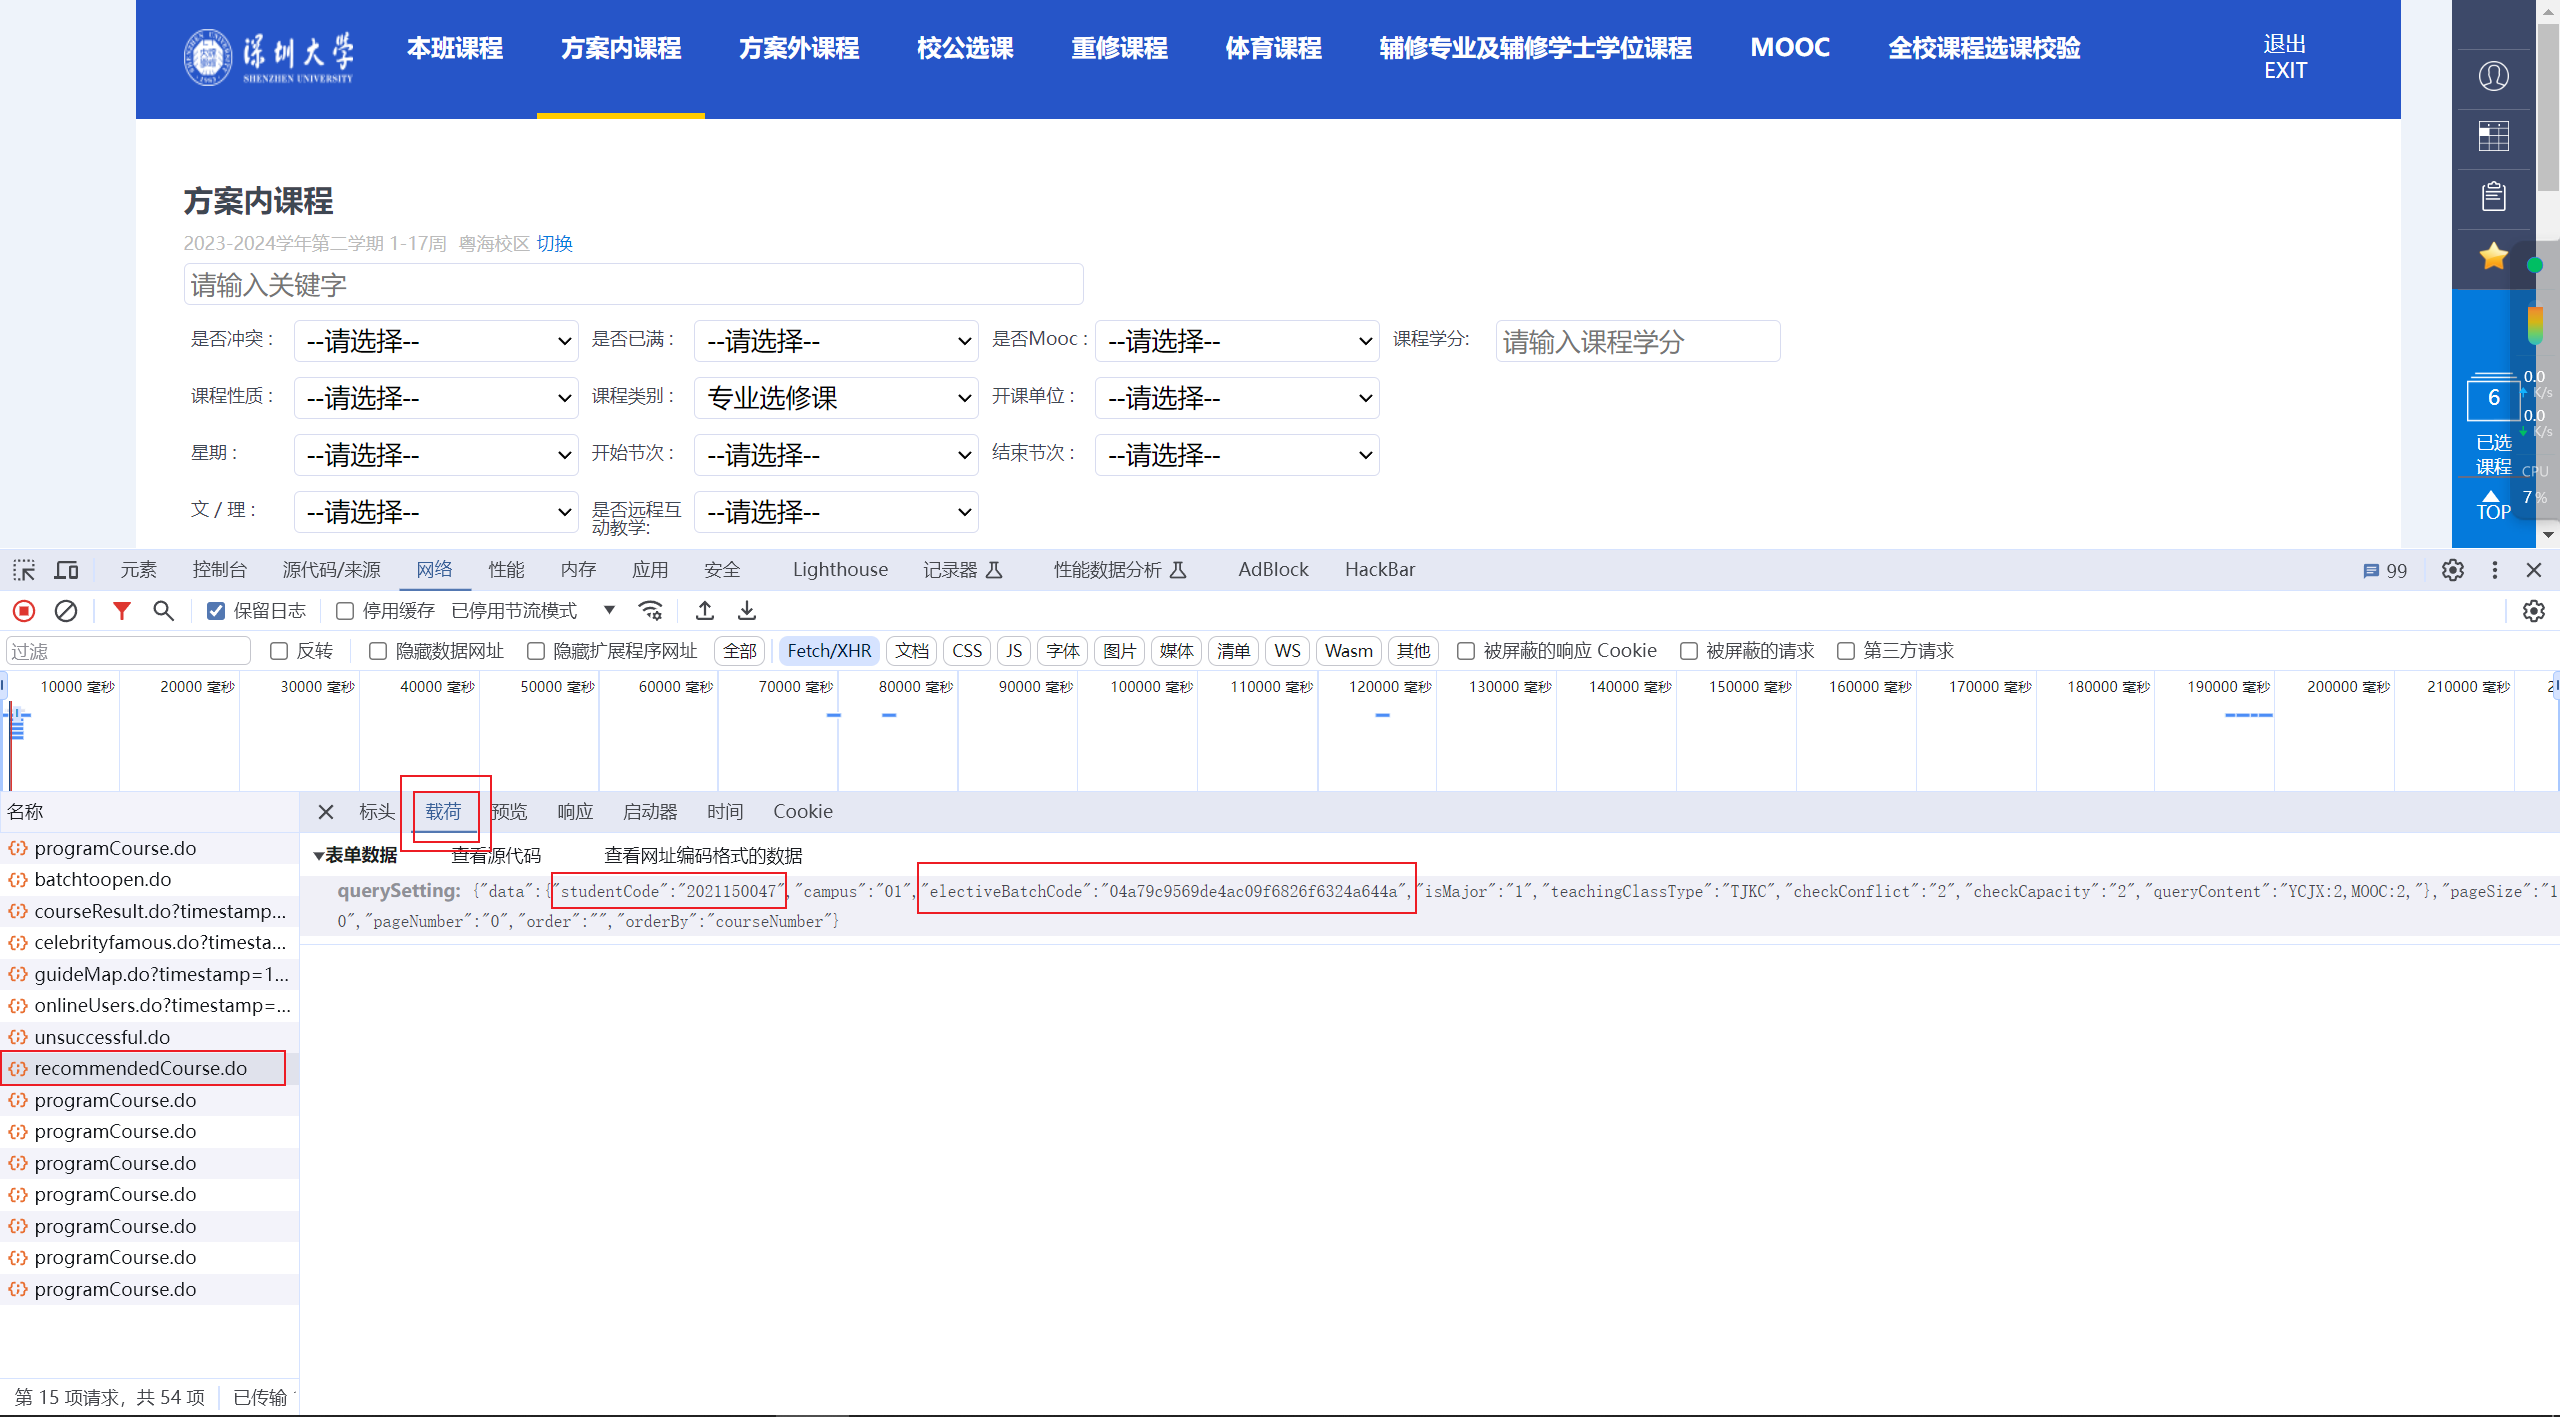 深圳大学
SHENZHEN UNIVERSITY
本班课程 方案内课程 方案外课程 校公选课 重修课程 体育课程 辅修专业及辅修学士学位课程 MOOC 全校课程选课校验
退出
EXIT
方案内课程
2023-2024学年第二学期 1-17周 粤海校区 切换
请输入关键字
是否冲突： --请选择-- 是否已满： --请选择-- 是否Mooc： --请选择-- 课程学分: 请输入课程学分
课程性质： --请选择-- 课程类别： 专业选修课 开课单位： --请选择--
星期： --请选择-- 开始节次： --请选择-- 结束节次： --请选择--
文 / 理： --请选择-- 是否远程互动教学: --请选择--
6
已选
课程
TOP
0.0
K/s
0.0
K/s
CPU
7%
元素 控制台 源代码/来源 网络 性能 内存 应用 安全 Lighthouse 记录器 性能数据分析 AdBlock HackBar 99
保留日志 停用缓存 已停用节流模式
过滤 反转 隐藏数据网址 隐藏扩展程序网址 全部 Fetch/XHR 文档 CSS JS 字体 图片 媒体 清单 WS Wasm 其他 被屏蔽的响应 Cookie 被屏蔽的请求 第三方请求
10000 毫秒 20000 毫秒 30000 毫秒 40000 毫秒 50000 毫秒 60000 毫秒 70000 毫秒 80000 毫秒 90000 毫秒 100000 毫秒 110000 毫秒 120000 毫秒 130000 毫秒 140000 毫秒 150000 毫秒 160000 毫秒 170000 毫秒 180000 毫秒 190000 毫秒 200000 毫秒 210000 毫秒
名称
标头 载荷 预览 响应 启动器 时间 Cookie
programCourse.do
batchtoopen.do
courseResult.do?timestamp...
celebrityfamous.do?timesta...
guideMap.do?timestamp=1...
onlineUsers.do?timestamp=...
unsuccessful.do
recommendedCourse.do
programCourse.do
programCourse.do
programCourse.do
programCourse.do
programCourse.do
programCourse.do
programCourse.do
▼表单数据 查看源代码 查看网址编码格式的数据
querySetting: {"data":{"studentCode":"2021150047","campus":"01","electiveBatchCode":"04a79c9569de4ac09f6826f6324a644a","isMajor":"1","teachingClassType":"TJKC","checkConflict":"2","checkCapacity":"2","queryContent":"YCJX:2,MOOC:2,"},"pageSize":"1
0","pageNumber":"0","order":"","orderBy":"courseNumber"}
第 15 项请求，共 54 项 已传输